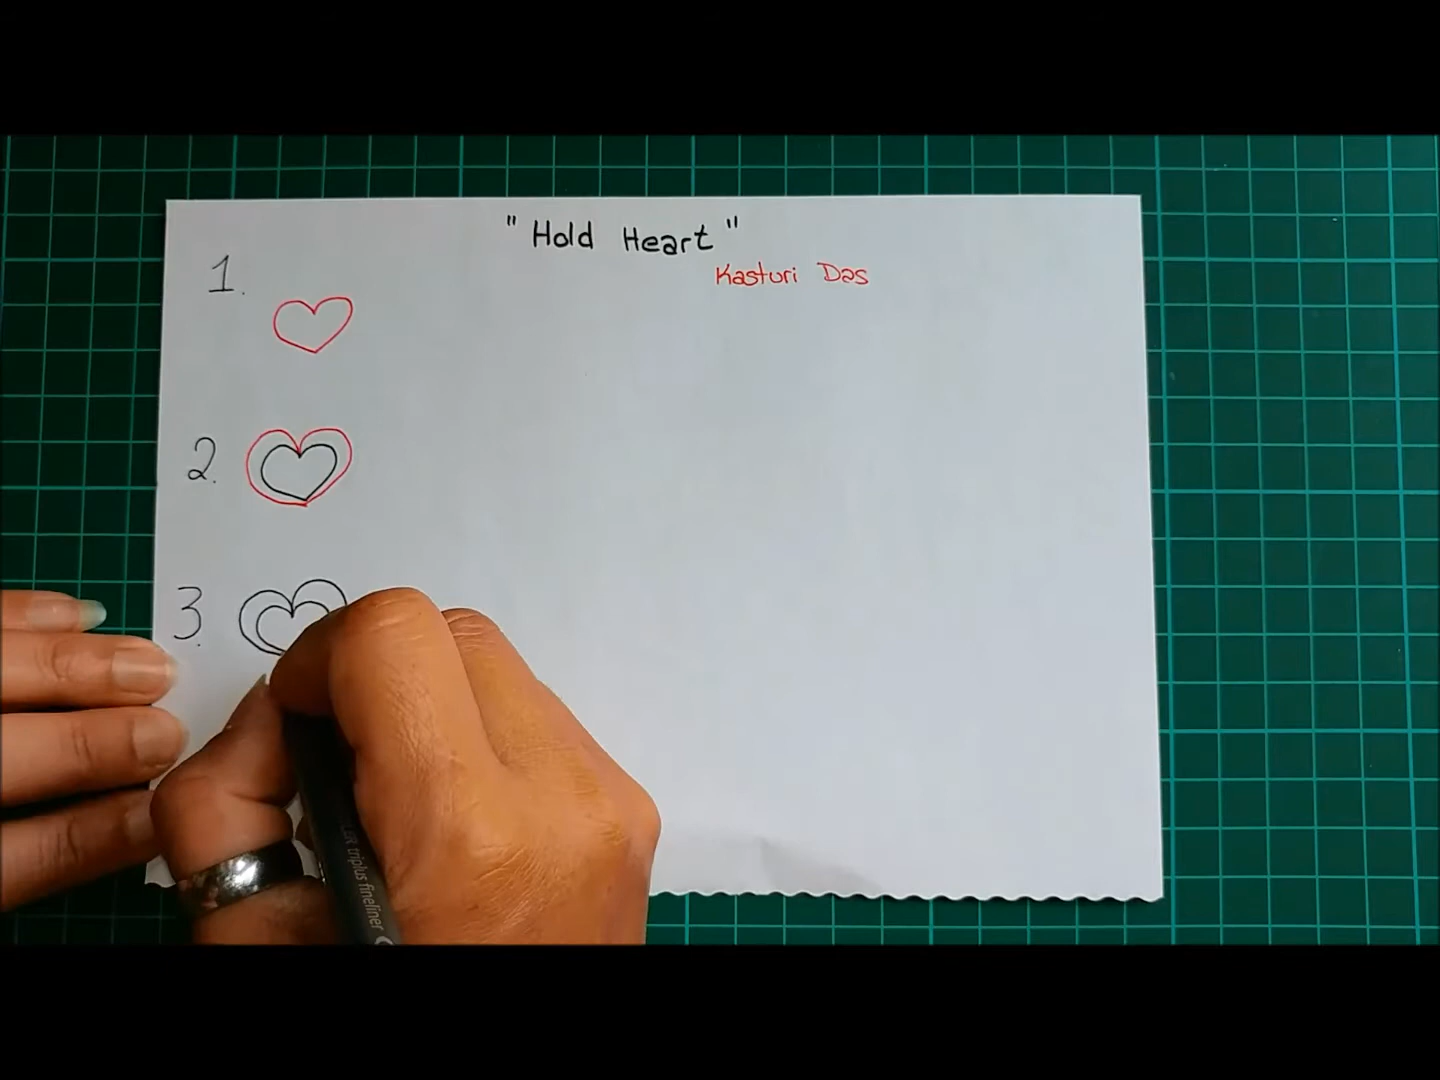 "Hold Heart"
Kasturi Das
1.
2.
3.
triplus fineliner